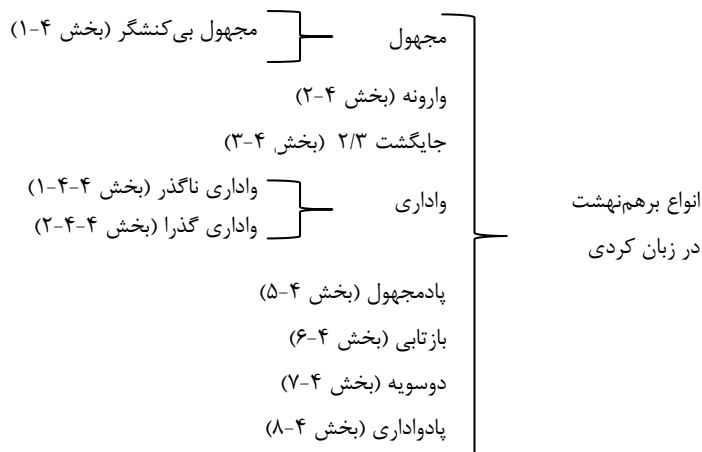 مجهول
مجهول بی‌کنشگر (بخش ۴-۱)
وارونه (بخش ۴-۲)
جایگشت ۲/۳ (بخش ۴-۳)
واداری
واداری ناگذر (بخش ۴-۴-۱)
واداری گذرا (بخش ۴-۴-۲)
انواع برهم‌نهشت
در زبان کردی
پادمجهول (بخش ۴-۵)
بازتابی (بخش ۴-۶)
دوسویه (بخش ۴-۷)
پادواداری (بخش ۴-۸)